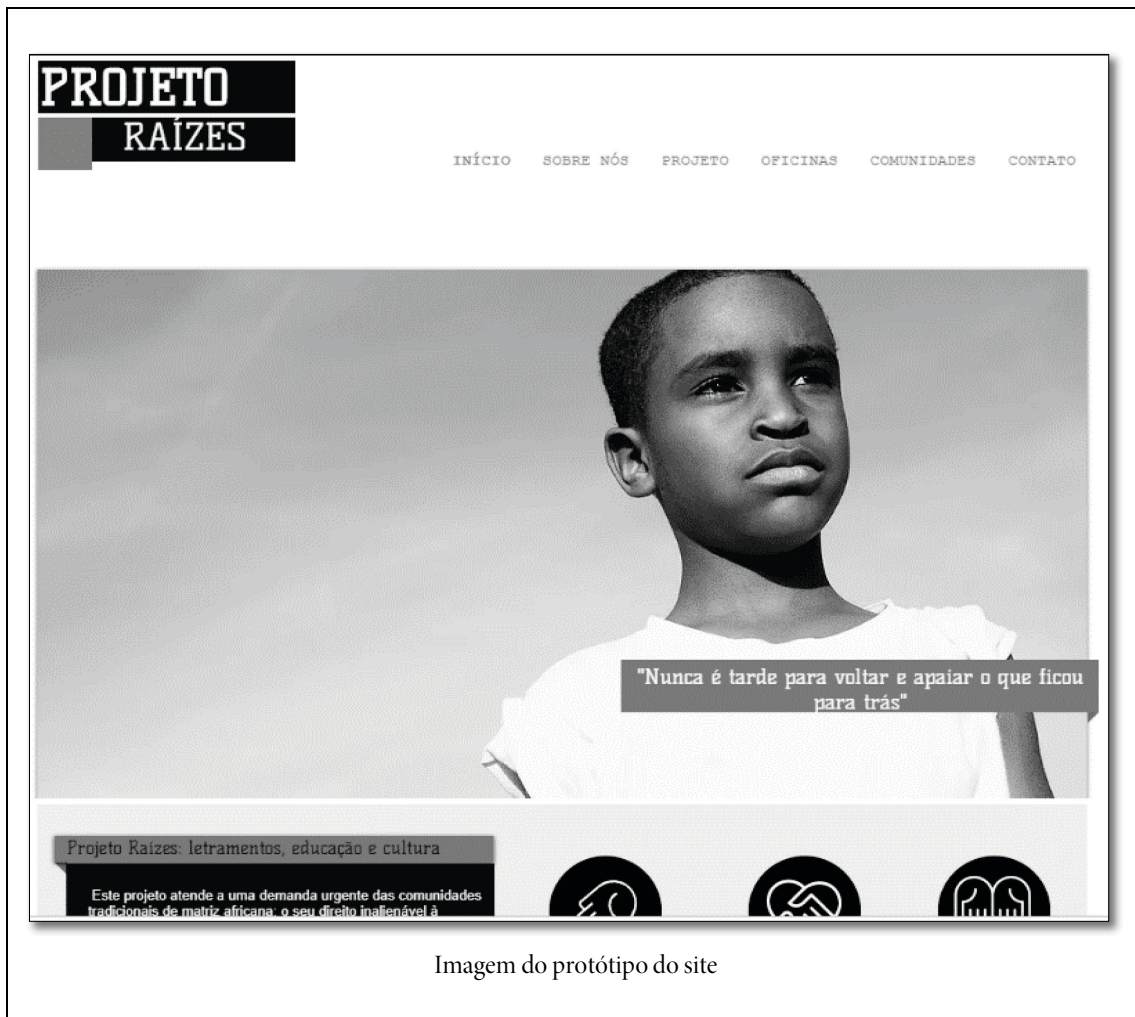 PROJETO
RAÍZES
INÍCIO SOBRE NÓS PROJETO OFICINAS COMUNIDADES CONTATO
"Nunca é tarde para voltar e apaiar o que ficou
para trás"
Projeto Raízes: letramentos, educação e cultura
Este projeto atende a uma demanda urgente das comunidades
tradicionais de matriz africana: o seu direito inalienável à
Imagem do protótipo do site